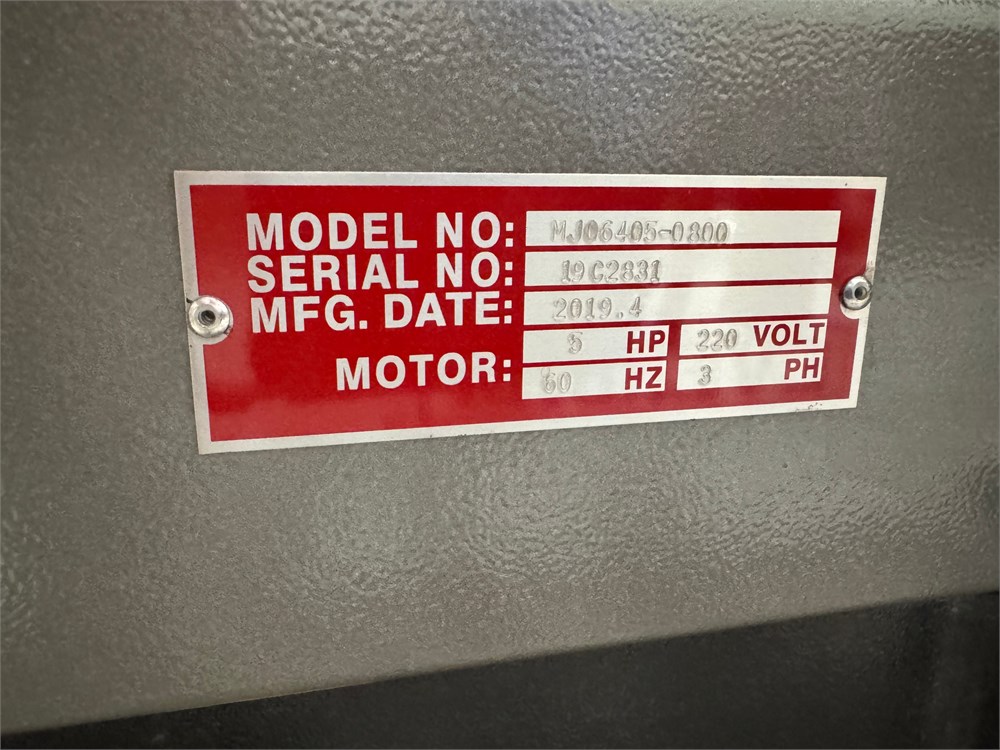 MODEL NO: MJ06405-0800
SERIAL NO: 19C2831
MFG. DATE: 2019.4
MOTOR: 5 HP 220 VOLT
60 HZ 3 PH